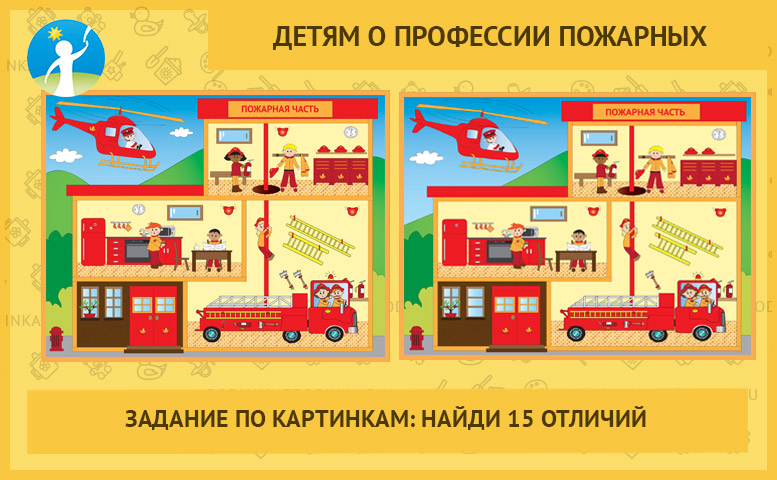 ДЕТЯМ О ПРОФЕССИИ ПОЖАРНЫХ
ПОЖАРНАЯ ЧАСТЬ
ПОЖАРНАЯ ЧАСТЬ
ЗАДАНИЕ ПО КАРТИНКАМ: НАЙДИ 15 ОТЛИЧИЙ